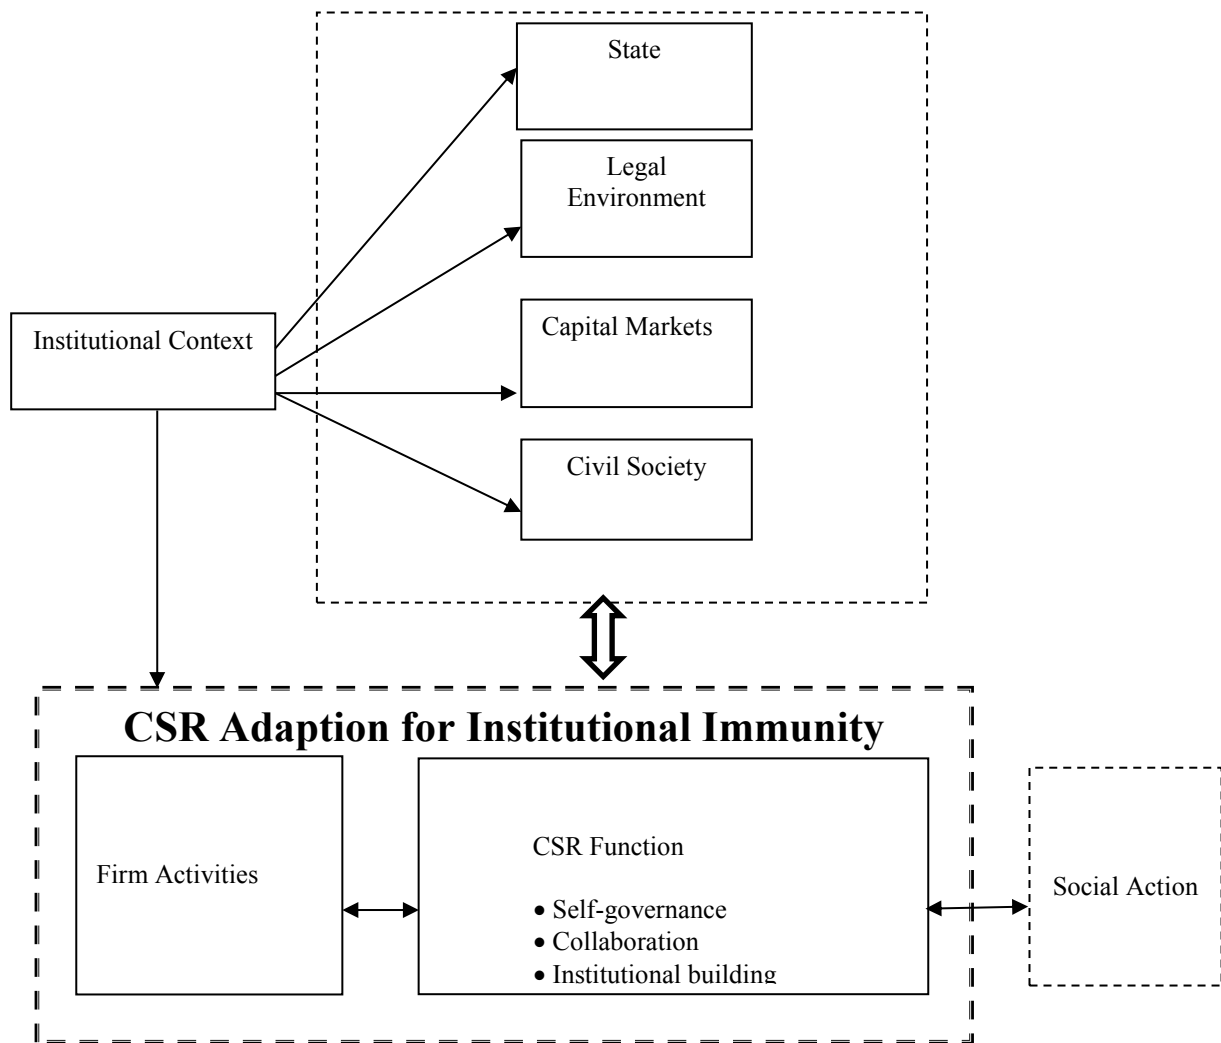 State
Legal
Environment
Institutional Context
Capital Markets
Civil Society
CSR Adaption for Institutional Immunity
Firm Activities
CSR Function
• Self-governance
• Collaboration
• Institutional building
Social Action